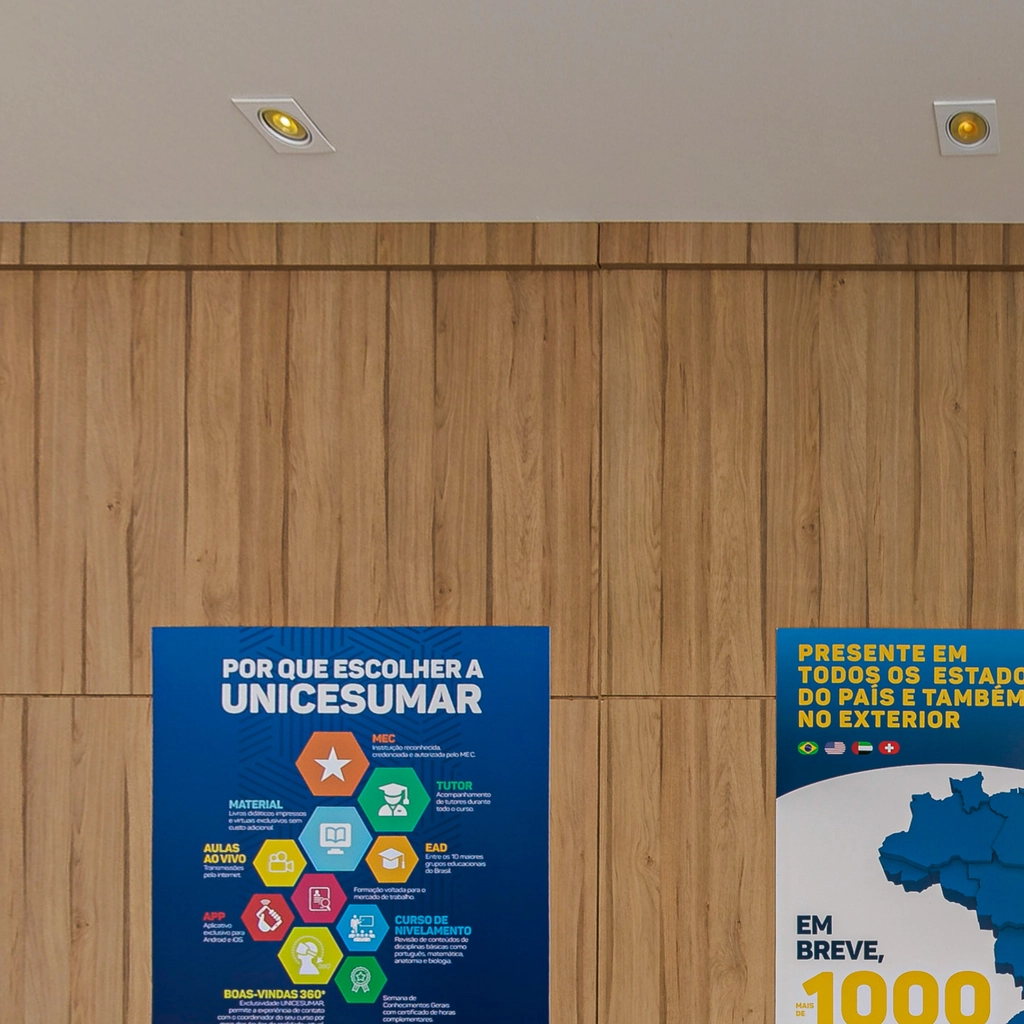 POR QUE ESCOLHER A
UNICESUMAR
MEC
Instituição reconhecida,
credenciada e autorizada pelo MEC.
TUTOR
Acompanhamento
de tutores durante
todo o curso.
MATERIAL
Livros didáticos impressos
e virtuais exclusivos sem
custo adicional.
AULAS
AO VIVO
Transmissões
pela internet.
EAD
Entre os 10 maiores
grupos educacionais
do Brasil.
Formação voltada para o
mercado de trabalho.
APP
Aplicativo
exclusivo para
Android e iOS.
CURSO DE
NIVELAMENTO
Revisão de conteúdos de
disciplinas básicas como
português, matemática,
anatomia e biologia.
BOAS-VINDAS 360°
Exclusividade UNICESUMAR,
permite a experiência de contato
com o coordenador do seu curso por
Semana de
Conhecimentos Gerais
com certificado de horas
complementares.
PRESENTE EM
TODOS OS ESTADO
DO PAÍS E TAMBÉM
NO EXTERIOR
EM
BREVE,
MAIS
DE
1000